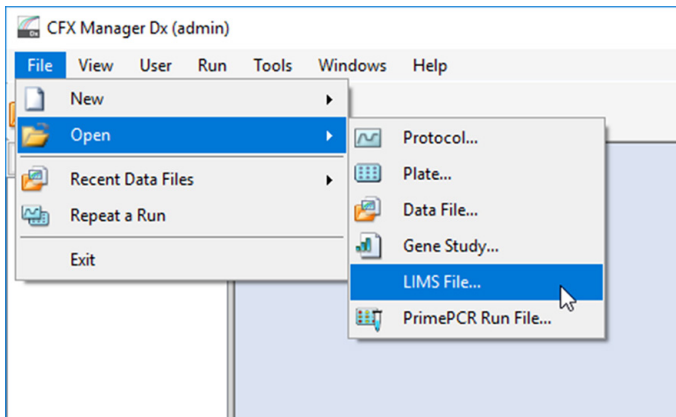 CFX Manager Dx (admin)
File View User Run Tools Windows Help
New
Open
Recent Data Files
Repeat a Run
Exit
Protocol...
Plate...
Data File...
Gene Study...
LIMS File...
PrimePCR Run File...